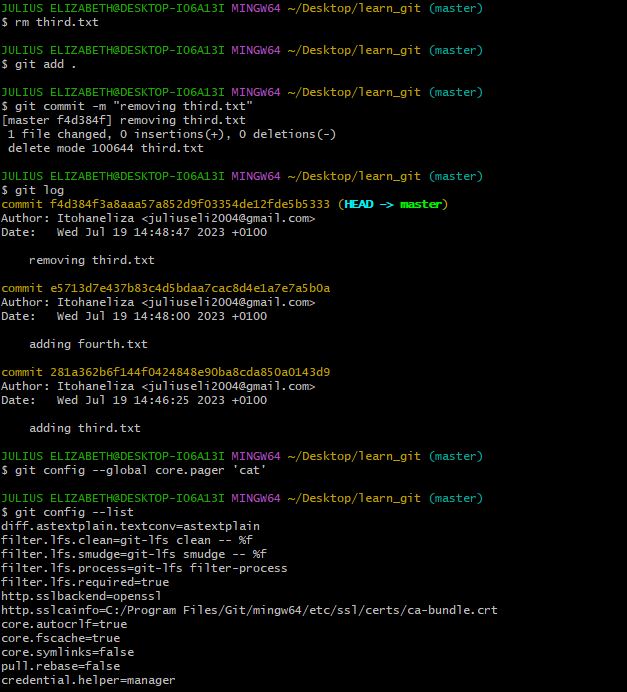 JULIUS ELIZABETH@DESKTOP-I06A13I MINGW64 ~/Desktop/learn_git (master)
$ rm third.txt
JULIUS ELIZABETH@DESKTOP-I06A13I MINGW64 ~/Desktop/learn_git (master)
$ git add .
JULIUS ELIZABETH@DESKTOP-I06A13I MINGW64 ~/Desktop/learn_git (master)
$ git commit -m "removing third.txt"
[master f4d384f] removing third.txt
 1 file changed, 0 insertions(+), 0 deletions(-)
 delete mode 100644 third.txt
JULIUS ELIZABETH@DESKTOP-I06A13I MINGW64 ~/Desktop/learn_git (master)
$ git log
commit f4d384f3a8aaa57a852d9f03354de12fde5b5333 (HEAD -> master)
Author: Itohaneliza <juliuseli2004@gmail.com>
Date:   Wed Jul 19 14:48:47 2023 +0100
    removing third.txt
commit e5713d7e437b83c4d5bdaa7cac8d4e1a7e7a5b0a
Author: Itohaneliza <juliuseli2004@gmail.com>
Date:   Wed Jul 19 14:48:00 2023 +0100
    adding fourth.txt
commit 281a362b6f144f0424848e90ba8cda850a0143d9
Author: Itohaneliza <juliuseli2004@gmail.com>
Date:   Wed Jul 19 14:46:25 2023 +0100
    adding third.txt
JULIUS ELIZABETH@DESKTOP-I06A13I MINGW64 ~/Desktop/learn_git (master)
$ git config --global core.pager 'cat'
JULIUS ELIZABETH@DESKTOP-I06A13I MINGW64 ~/Desktop/learn_git (master)
$ git config --list
diff.astextplain.textconv=astextplain
filter.lfs.clean=git-lfs clean -- %f
filter.lfs.smudge=git-lfs smudge -- %f
filter.lfs.process=git-lfs filter-process
filter.lfs.required=true
http.sslbackend=openssl
http.sslcainfo=C:/Program Files/Git/mingw64/etc/ssl/certs/ca-bundle.crt
core.autocrlf=true
core.fscache=true
core.symlinks=false
pull.rebase=false
credential.helper=manager